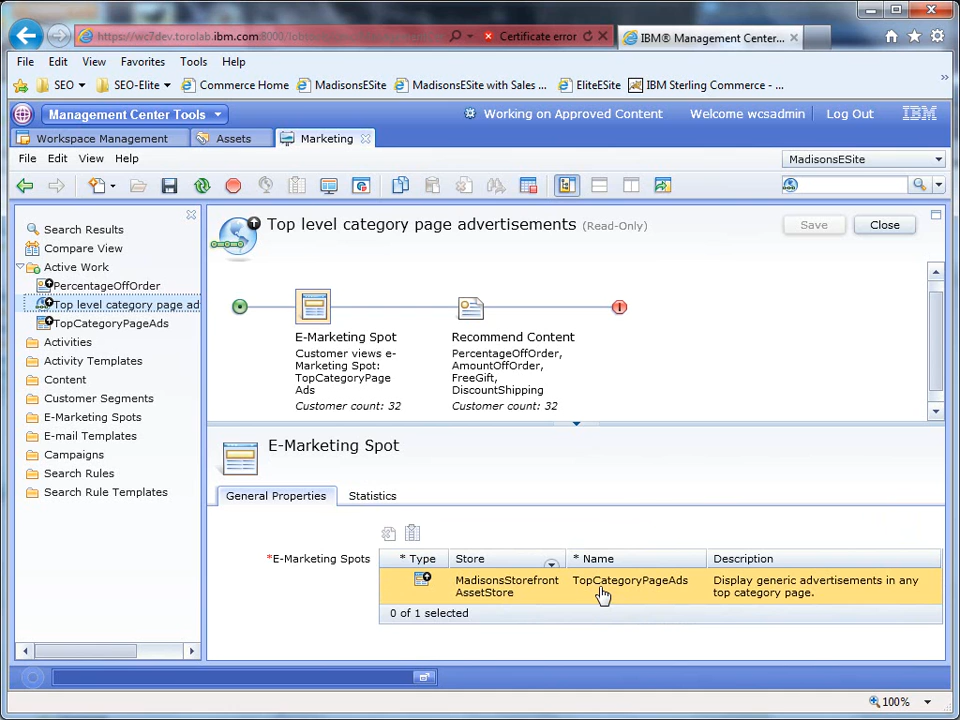 https://wc7dev.torolab.ibm.com:8000/
Certificate error
IBM® Management Center...
File Edit View Favorites Tools Help
SEO SEO-Elite Commerce Home MadisonsESite MadisonsESite with Sales ... EliteESite IBM Sterling Commerce - ...
Management Center Tools Working on Approved Content Welcome wcsadmin Log Out IBM
Workspace Management Assets Marketing
File Edit View Help MadisonsESite
Search Results
Compare View
Active Work
PercentageOffOrder
Top level category page ad
TopCategoryPageAds
Activities
Activity Templates
Content
Customer Segments
E-Marketing Spots
E-mail Templates
Campaigns
Search Rules
Search Rule Templates
Top level category page advertisements (Read-Only) Save Close
E-Marketing Spot
Customer views e-
Marketing Spot:
TopCategoryPage
Ads
Customer count: 32
Recommend Content
PercentageOffOrder,
AmountOffOrder,
FreeGift,
DiscountShipping
Customer count: 32
E-Marketing Spot
General Properties Statistics
*E-Marketing Spots
* Type Store * Name Description
MadisonsStorefront
AssetStore
TopCategoryPageAds
Display generic advertisements in any
top category page.
0 of 1 selected
100%